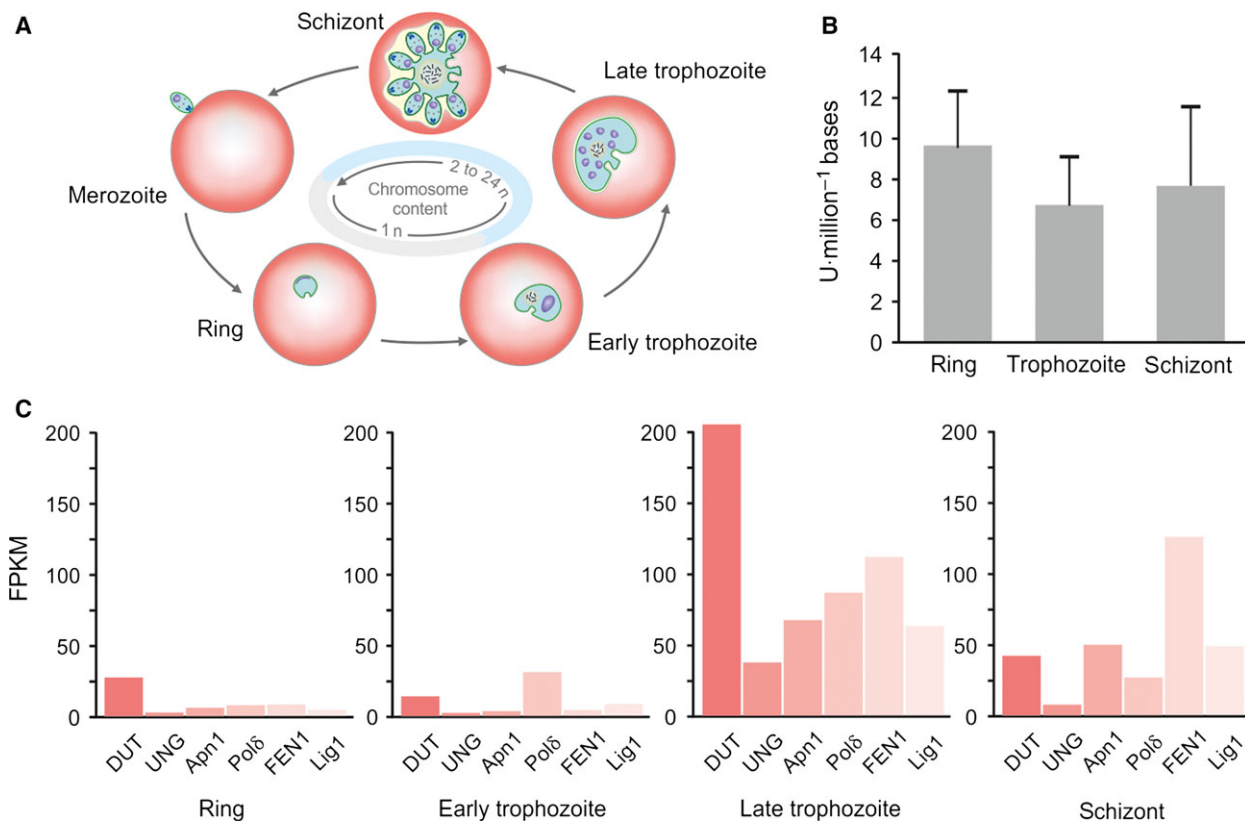 A
Schizont
Late trophozoite
Merozoite
Chromosome
content
2 to 24 n
1 n
Ring
Early trophozoite
B
U·million⁻¹ bases
14
12
10
8
6
4
2
0
Ring Trophozoite Schizont
C
FPKM
200
150
100
50
0
DUT UNG Apn1 Polδ FEN1 Lig1
Ring
200
150
100
50
0
DUT UNG Apn1 Polδ FEN1 Lig1
Early trophozoite
200
150
100
50
0
DUT UNG Apn1 Polδ FEN1 Lig1
Late trophozoite
200
150
100
50
0
DUT UNG Apn1 Polδ FEN1 Lig1
Schizont